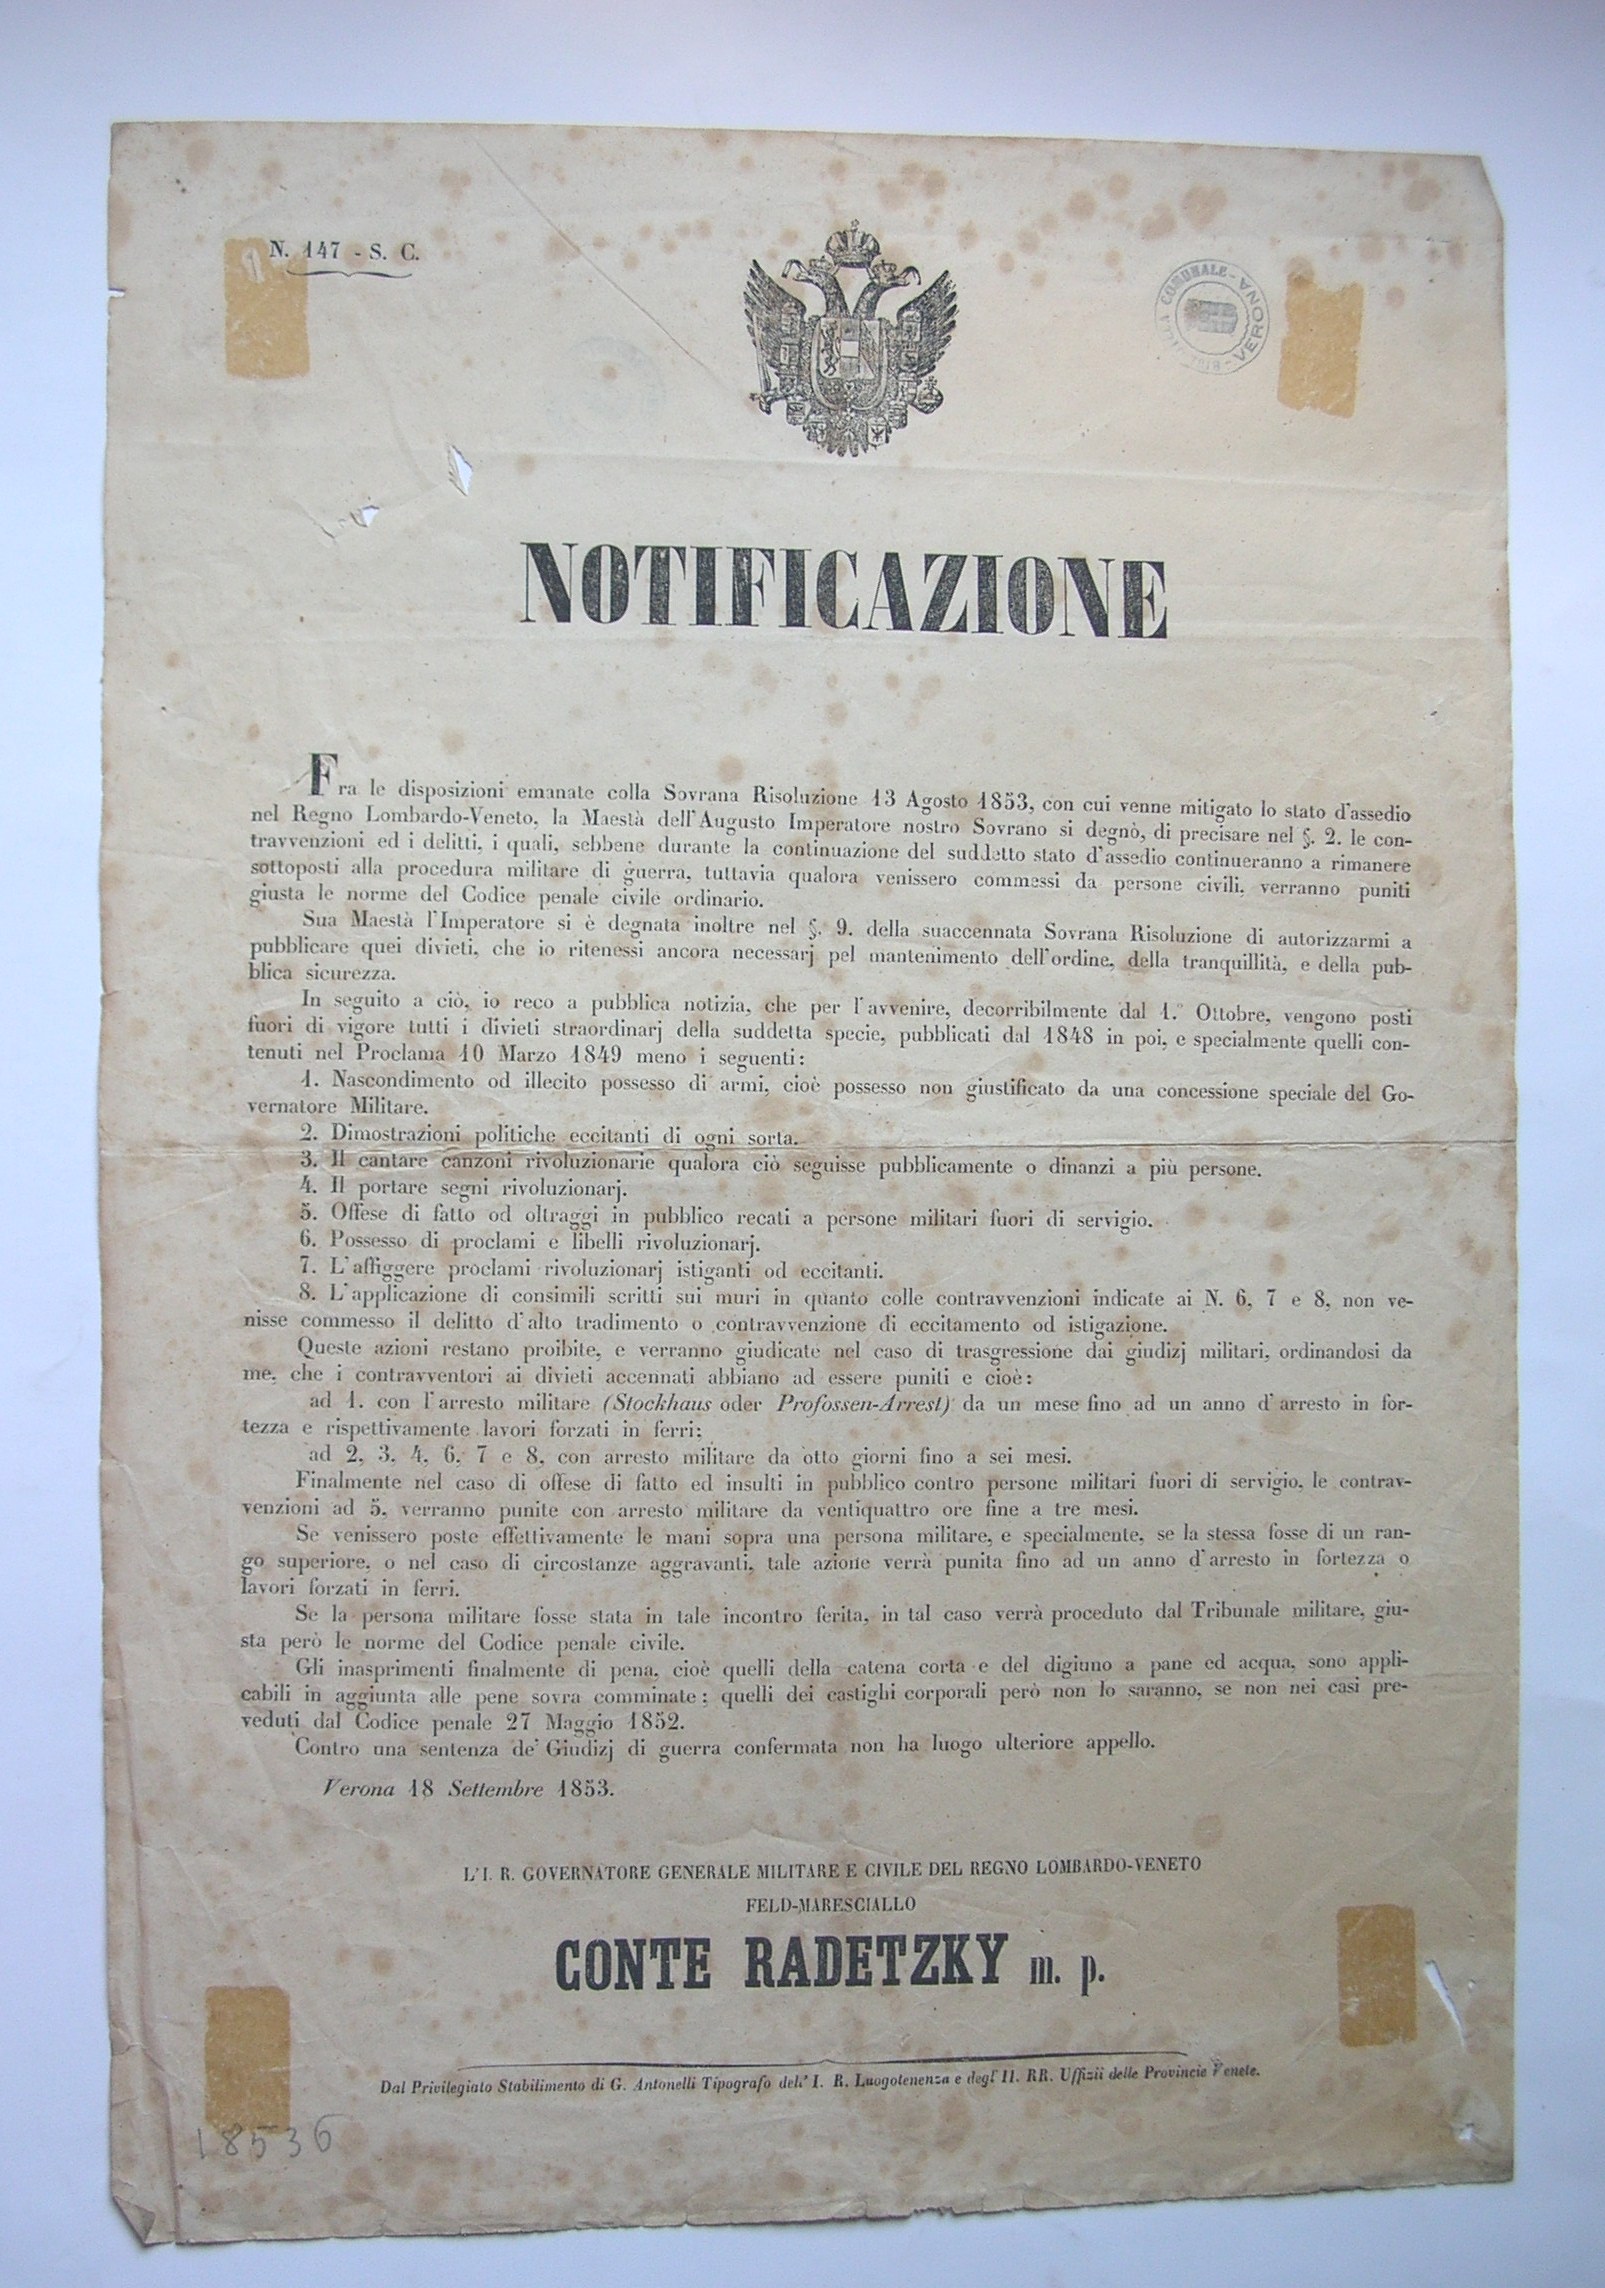 N. 147 - S. C.
BIBLIOTECA COMUNALE - VERONA
NOTIFICAZIONE
Fra le disposizioni emanate colla Sovrana Risoluzione 13 Agosto 1853, con cui venne mitigato lo stato d'assedio
nel Regno Lombardo-Veneto, la Maestà dell'Augusto Imperatore nostro Sovrano si degnò, di precisare nel §. 2. le con-
travvenzioni ed i delitti, i quali, sebbene durante la continuazione del suddetto stato d'assedio continueranno a rimanere
sottoposti alla procedura militare di guerra, tuttavia qualora venissero commessi da persone civili, verranno puniti
giusta le norme del Codice penale civile ordinario.
Sua Maestà l'Imperatore si è degnata inoltre nel §. 9. della suaccennata Sovrana Risoluzione di autorizzarmi a
pubblicare quei divieti, che io ritenessi ancora necessarj pel mantenimento dell'ordine, della tranquillità, e della pub-
blica sicurezza.
In seguito a ciò, io reco a pubblica notizia, che per l'avvenire, decorribilmente dal 1.° Ottobre, vengono posti
fuori di vigore tutti i divieti straordinarj della suddetta specie, pubblicati dal 1848 in poi, e specialmente quelli con-
tenuti nel Proclama 10 Marzo 1849 meno i seguenti:
1. Nascondimento od illecito possesso di armi, cioè possesso non giustificato da una concessione speciale del Go-
vernatore Militare.
2. Dimostrazioni politiche eccitanti di ogni sorta.
3. Il cantare canzoni rivoluzionarie qualora ciò seguisse pubblicamente o dinanzi a più persone.
4. Il portare segni rivoluzionarj.
5. Offese di fatto od oltraggi in pubblico recati a persone militari fuori di servigio.
6. Possesso di proclami e libelli rivoluzionarj.
7. L'affiggere proclami rivoluzionarj istiganti od eccitanti.
8. L'applicazione di consimili scritti sui muri in quanto colle contravvenzioni indicate ai N. 6, 7 e 8, non ve-
nisse commesso il delitto d'alto tradimento o contravvenzione di eccitamento od istigazione.
Queste azioni restano proibite, e verranno giudicate nel caso di trasgressione dai giudizj militari, ordinandosi da
me, che i contravventori ai divieti accennati abbiano ad essere puniti e cioè:
ad 1. con l'arresto militare (Stockhaus oder Profossen-Arrest) da un mese fino ad un anno d'arresto in for-
tezza e rispettivamente lavori forzati in ferri;
ad 2, 3, 4, 6, 7 e 8, con arresto militare da otto giorni fino a sei mesi.
Finalmente nel caso di offese di fatto ed insulti in pubblico contro persone militari fuori di servigio, le contrav-
venzioni ad 5, verranno punite con arresto militare da ventiquattro ore fine a tre mesi.
Se venissero poste effettivamente le mani sopra una persona militare, e specialmente, se la stessa fosse di un ran-
go superiore, o nel caso di circostanze aggravanti, tale azione verrà punita fino ad un anno d'arresto in fortezza o
lavori forzati in ferri.
Se la persona militare fosse stata in tale incontro ferita, in tal caso verrà proceduto dal Tribunale militare, giu-
sta però le norme del Codice penale civile.
Gli inasprimenti finalmente di pena, cioè quelli della catena corta e del digiuno a pane ed acqua, sono appli-
cabili in aggiunta alle pene sovra comminate; quelli dei castighi corporali però non lo saranno, se non nei casi pre-
veduti dal Codice penale 27 Maggio 1852.
Contro una sentenza de' Giudizj di guerra confermata non ha luogo ulteriore appello.
Verona 18 Settembre 1853.
L'I. R. GOVERNATORE GENERALE MILITARE E CIVILE DEL REGNO LOMBARDO-VENETO
FELD-MARESCIALLO
CONTE RADETZKY m. p.
Dal Privilegiato Stabilimento di G. Antonelli Tipografo dell' I. R. Luogotenenza e degl' II. RR. Uffizii delle Provincie Venete.
18536